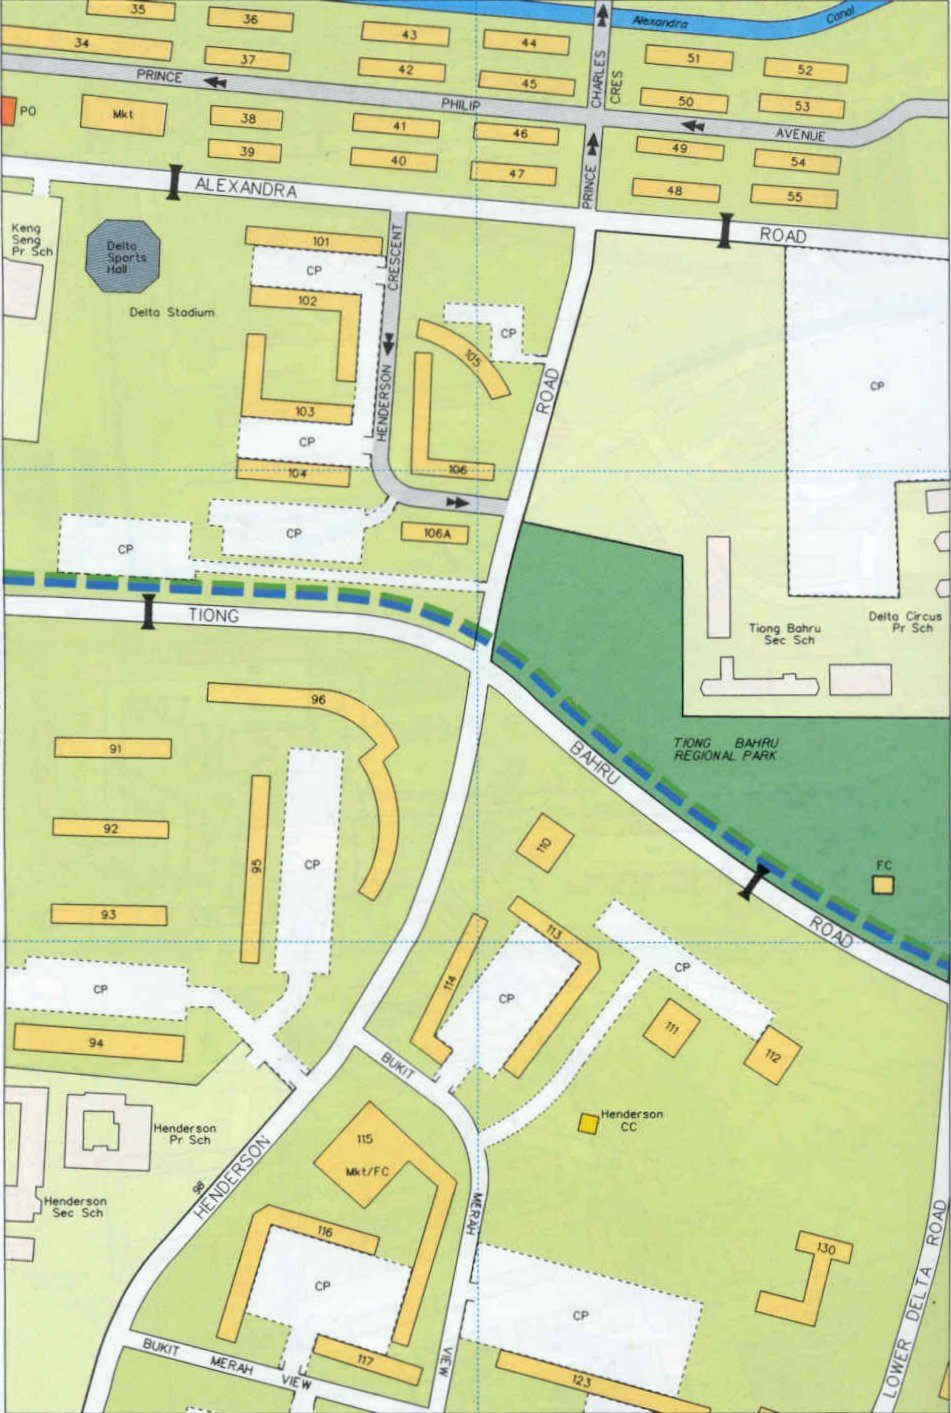 35
36
Alexandra
Canal
34
37
43
44
51
52
42
45
CHARLES
CRES
PRINCE
PHILIP
50
53
PO
Mkt
38
41
46
AVENUE
39
40
47
49
54
ALEXANDRA
PRINCE
48
55
Keng
Seng
Pr Sch
Delta
Sports
Hall
101
CP
CRESCENT
ROAD
102
Delta Stadium
CP
105
ROAD
CP
HENDERSON
103
CP
104
106
CP
CP
106A
TIONG
Tiong Bahru
Sec Sch
Delta Circus
Pr Sch
96
91
BAHRU
TIONG BAHRU
REGIONAL PARK
92
95
CP
110
FC
93
113
ROAD
CP
114
CP
CP
94
111
112
BUKIT
Henderson
Pr Sch
115
Mkt/FC
Henderson
CC
98
HENDERSON
Henderson
Sec Sch
MERAH
116
130
CP
CP
LOWER DELTA ROAD
BUKIT MERAH VIEW
117
VIEW
123